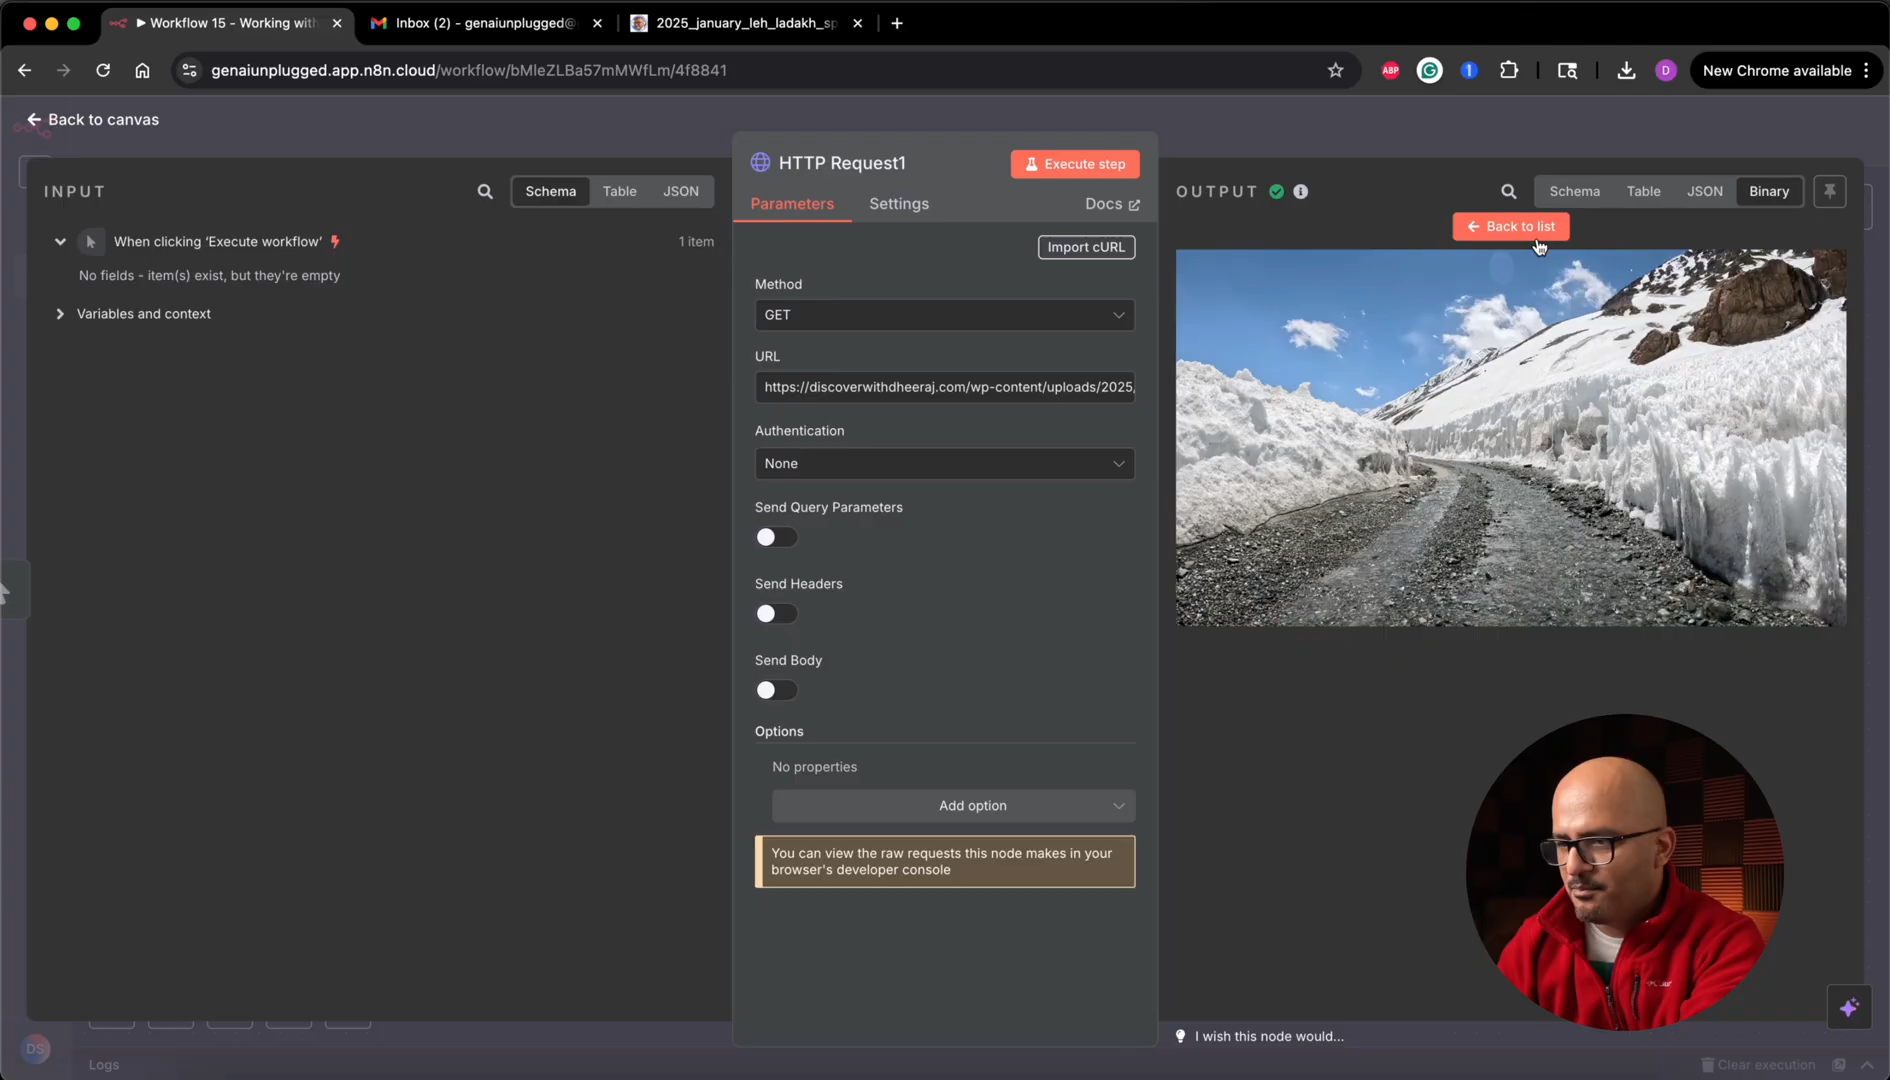 Workflow 15 - Working with
Inbox (2) - genaiunplugged@
2025_january_leh_ladakh_sp
genaiunplugged.app.n8n.cloud/workflow/bMleZLBa57mMWfLm/4f8841
ABP
1
D
New Chrome available
Back to canvas
INPUT
Schema
Table
JSON
When clicking ‘Execute workflow’
1 item
No fields - item(s) exist, but they're empty
Variables and context
HTTP Request1
Execute step
Parameters
Settings
Docs
Import cURL
Method
GET
URL
https://discoverwithdheeraj.com/wp-content/uploads/2025/
Authentication
None
Send Query Parameters
Send Headers
Send Body
Options
No properties
Add option
You can view the raw requests this node makes in your
browser's developer console
OUTPUT
Schema
Table
JSON
Binary
Back to list
I wish this node would...
DS
Logs
Clear execution